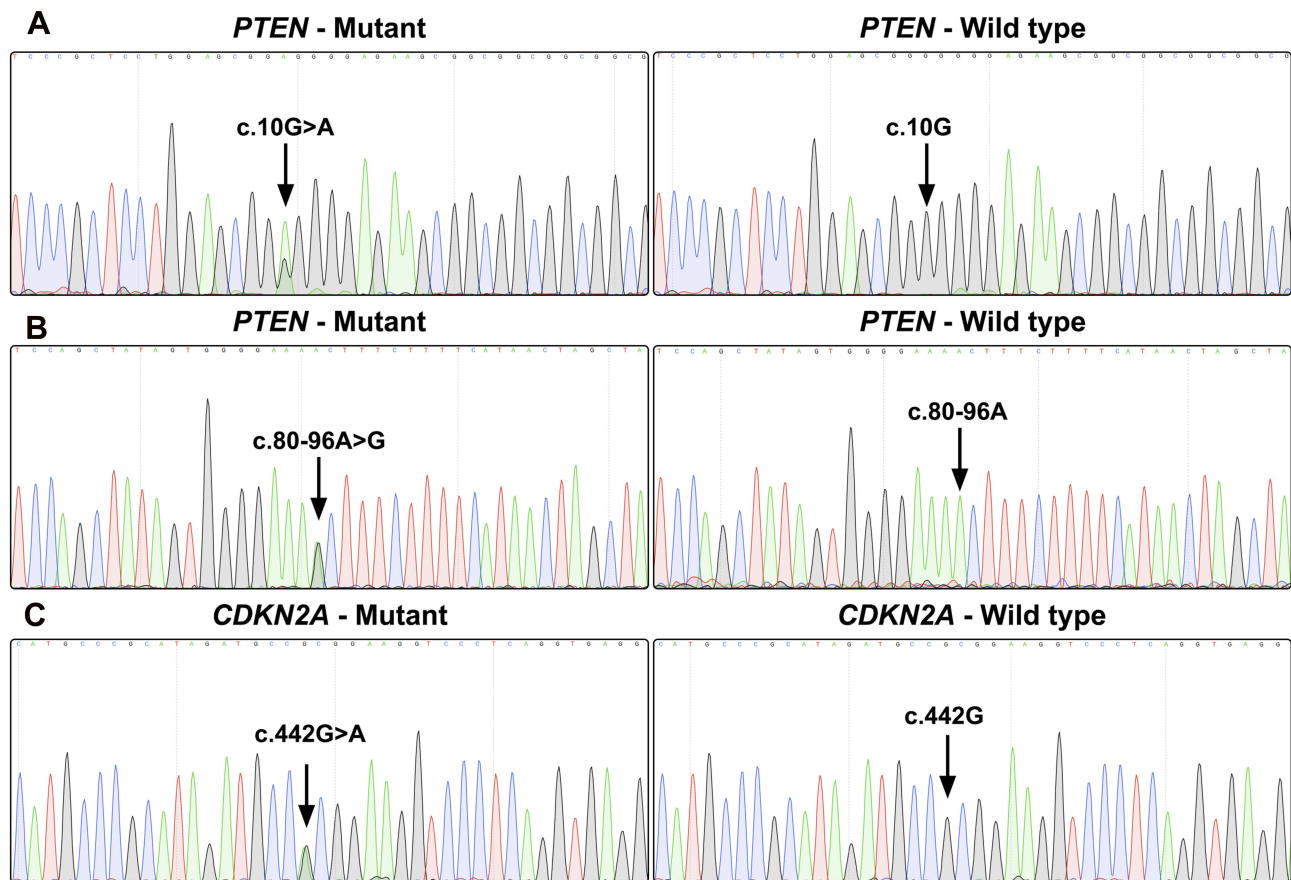 A
PTEN - Mutant
PTEN - Wild type
T C C C G C T C C T G G A G C G G A G G G G A G A A G C G G C G G C G G C G G C G
T C C C G C T C C T G G A G C G G G G G G G A G A A G C G G C G G C G G C G G C G
c.10G>A
c.10G
B
PTEN - Mutant
PTEN - Wild type
T C C A G C T A T A G T G G G G A A A A C T T T C T T T T C A T A A C T A G C T A
T C C A G C T A T A G T G G G G A A A A C T T T C T T T T C A T A A C T A G C T A
c.80-96A>G
c.80-96A
C
CDKN2A - Mutant
CDKN2A - Wild type
C A T G C C C G C A T A G A T G C C G C G G A A G G T C C C T C A G G T G A G G
C A T G C C C G C A T A G A T G C C G C G G A A G G T C C C T C A G G T G A G G
c.442G>A
c.442G